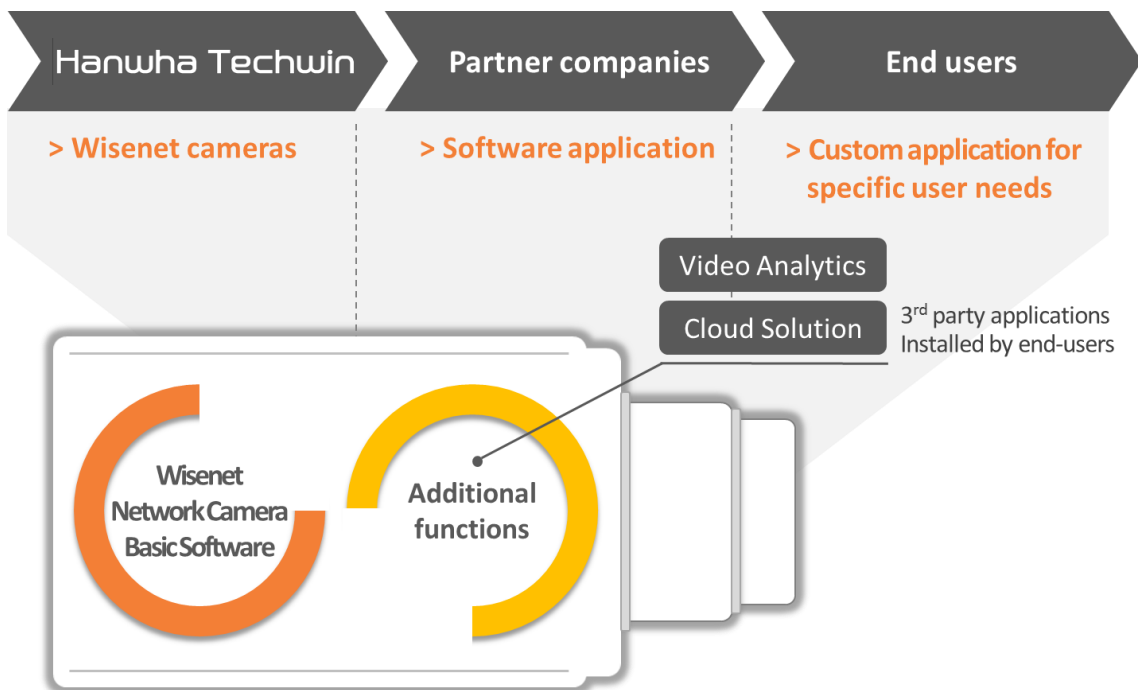 Hanwha Techwin
Partner companies
End users
> Wisenet cameras
> Software application
> Custom application for
specific user needs
Video Analytics
Cloud Solution
3rd party applications
Installed by end-users
Wisenet
Network Camera
Basic Software
Additional
functions